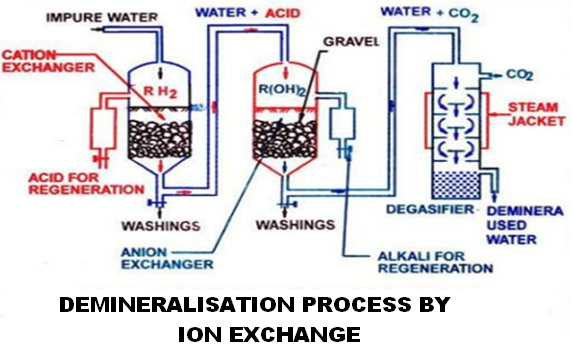 IMPURE WATER
WATER + ACID
WATER + CO2
CATION
EXCHANGER
GRAVEL
CO2
R H2
R(OH)2
STEAM
JACKET
ACID FOR
REGENERATION
WASHINGS
WASHINGS
DEGASIFIER
DEMINERA
USED
WATER
ANION
EXCHANGER
ALKALI FOR
REGENERATION
DEMINERALISATION PROCESS BY
ION EXCHANGE